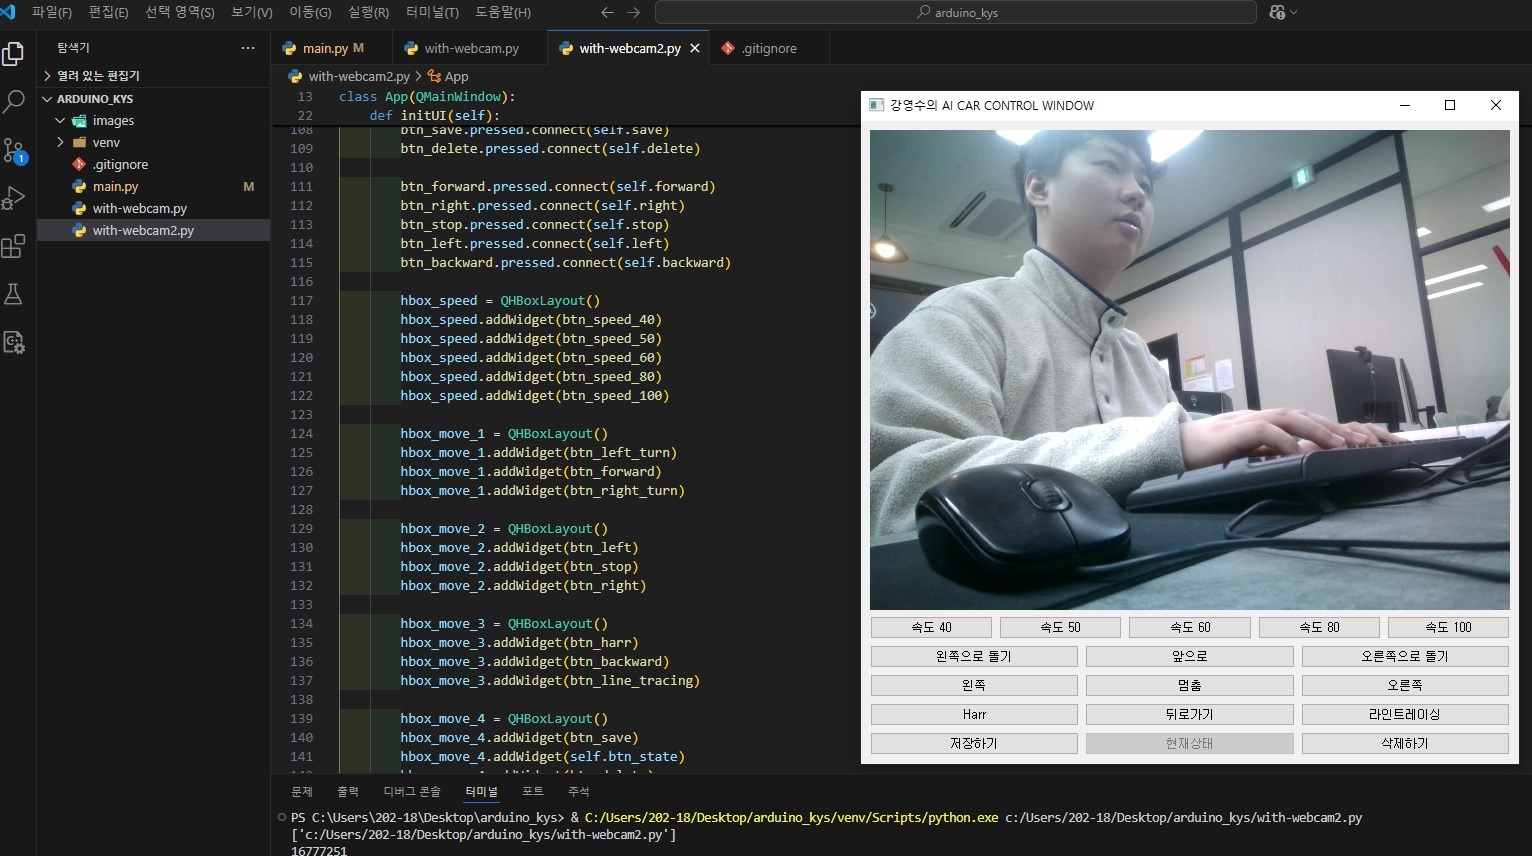 파일(F) 편집(E) 선택 영역(S) 보기(V) 이동(G) 실행(R) 터미널(T) 도움말(H) arduino_kys
탐색기
열려 있는 편집기
ARDUINO_KYS
images
venv
.gitignore
main.py M
with-webcam.py
with-webcam2.py
1
main.py M with-webcam.py with-webcam2.py .gitignore
with-webcam2.py > App
13 class App(QMainWindow):
22 def initUI(self):
108 btn_save.pressed.connect(self.save)
109 btn_delete.pressed.connect(self.delete)
110
111 btn_forward.pressed.connect(self.forward)
112 btn_right.pressed.connect(self.right)
113 btn_stop.pressed.connect(self.stop)
114 btn_left.pressed.connect(self.left)
115 btn_backward.pressed.connect(self.backward)
116
117 hbox_speed = QHBoxLayout()
118 hbox_speed.addWidget(btn_speed_40)
119 hbox_speed.addWidget(btn_speed_50)
120 hbox_speed.addWidget(btn_speed_60)
121 hbox_speed.addWidget(btn_speed_80)
122 hbox_speed.addWidget(btn_speed_100)
123
124 hbox_move_1 = QHBoxLayout()
125 hbox_move_1.addWidget(btn_left_turn)
126 hbox_move_1.addWidget(btn_forward)
127 hbox_move_1.addWidget(btn_right_turn)
128
129 hbox_move_2 = QHBoxLayout()
130 hbox_move_2.addWidget(btn_left)
131 hbox_move_2.addWidget(btn_stop)
132 hbox_move_2.addWidget(btn_right)
133
134 hbox_move_3 = QHBoxLayout()
135 hbox_move_3.addWidget(btn_harr)
136 hbox_move_3.addWidget(btn_backward)
137 hbox_move_3.addWidget(btn_line_tracing)
138
139 hbox_move_4 = QHBoxLayout()
140 hbox_move_4.addWidget(btn_save)
141 hbox_move_4.addWidget(self.btn_state)
강영수의 AI CAR CONTROL WINDOW
속도 40 속도 50 속도 60 속도 80 속도 100
왼쪽으로 돌기 앞으로 오른쪽으로 돌기
왼쪽 멈춤 오른쪽
Harr 뒤로가기 라인트레이싱
저장하기 현재상태 삭제하기
문제 출력 디버그 콘솔 터미널 포트 주석
PS C:\Users\202-18\Desktop\arduino_kys> & C:/Users/202-18/Desktop/arduino_kys/venv/Scripts/python.exe c:/Users/202-18/Desktop/arduino_kys/with-webcam2.py
['c:/Users/202-18/Desktop/arduino_kys/with-webcam2.py']
16777251